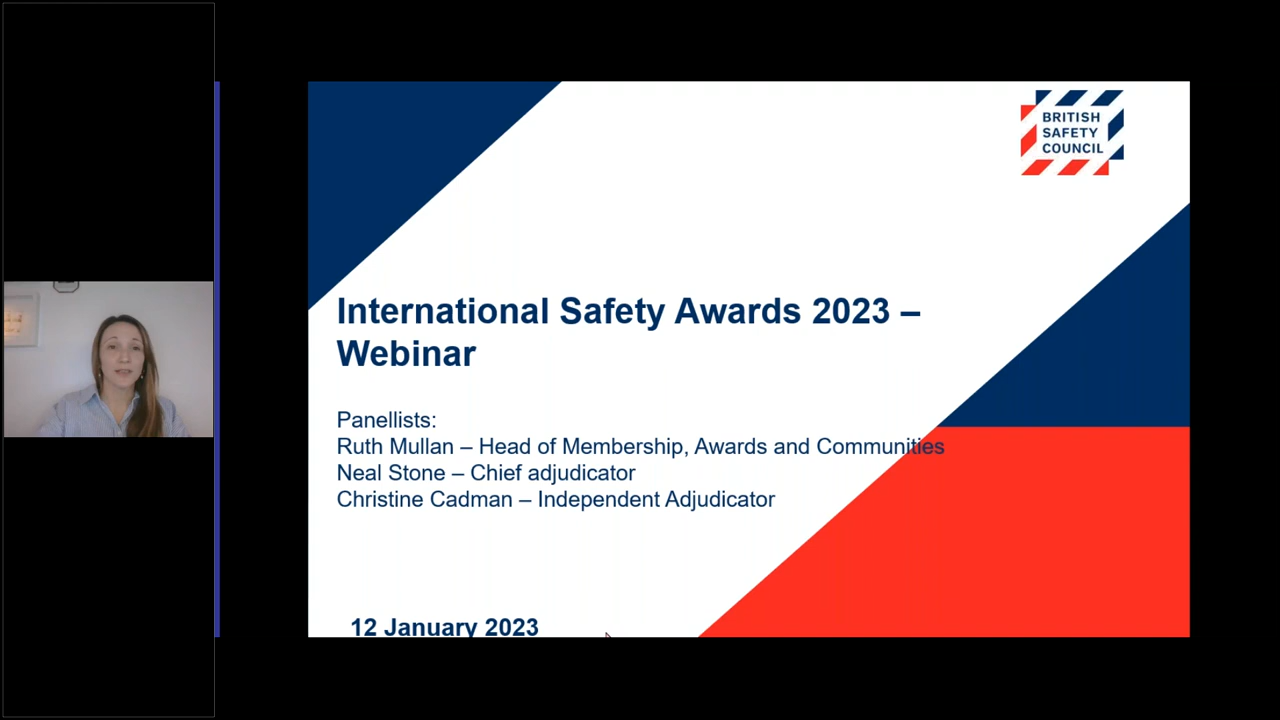 BRITISH
SAFETY
COUNCIL
International Safety Awards 2023 –
Webinar
Panellists:
Ruth Mullan – Head of Membership, Awards and Communities
Neal Stone – Chief adjudicator
Christine Cadman – Independent Adjudicator
12 January 2023